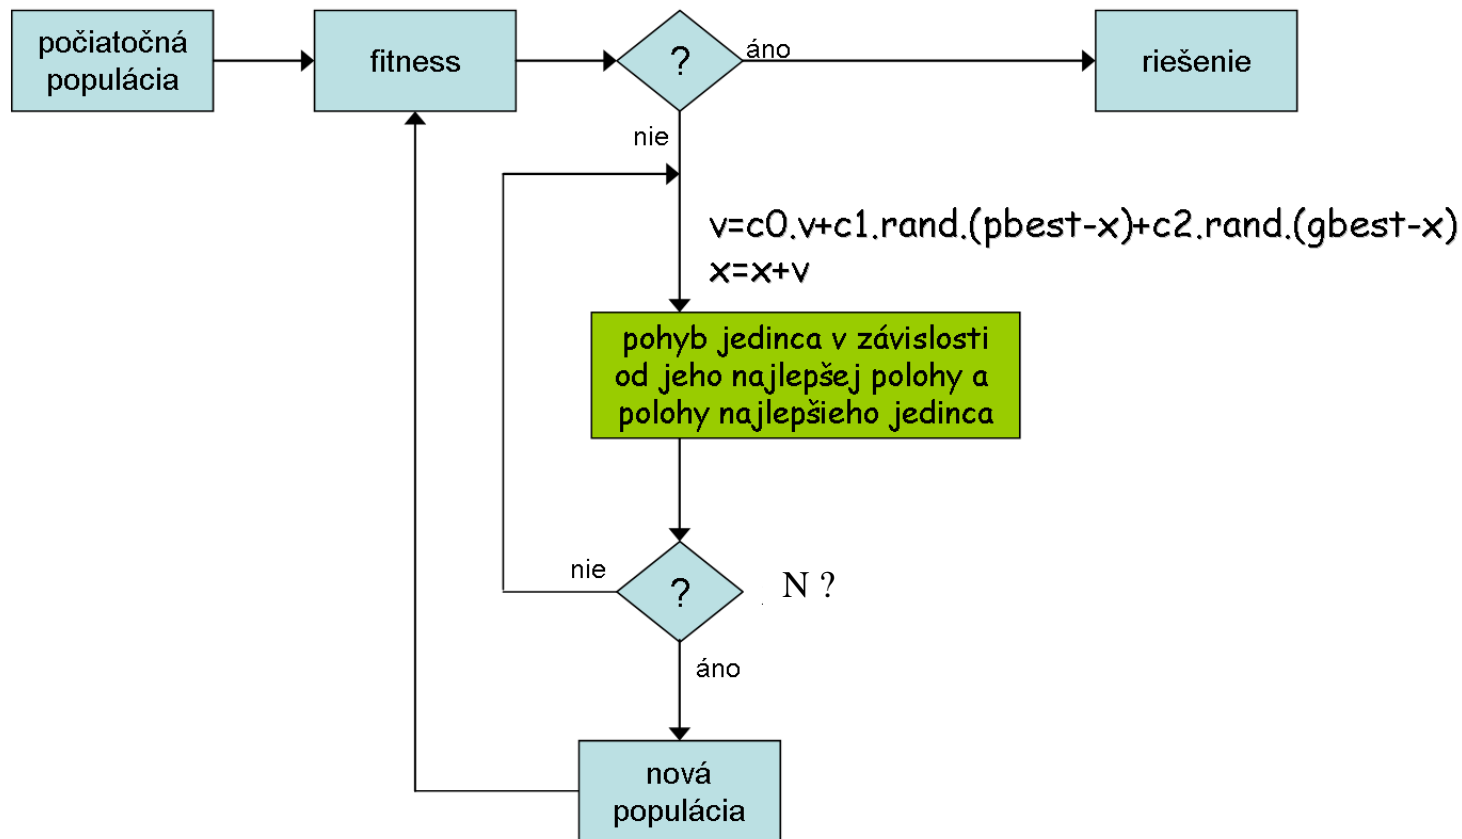 počiatočná
populácia
fitness
?
áno
riešenie
nie
v=c0.v+c1.rand.(pbest-x)+c2.rand.(gbest-x)
x=x+v
pohyb jedinca v závislosti
od jeho najlepšej polohy a
polohy najlepšieho jedinca
nie
?
N ?
áno
nová
populácia